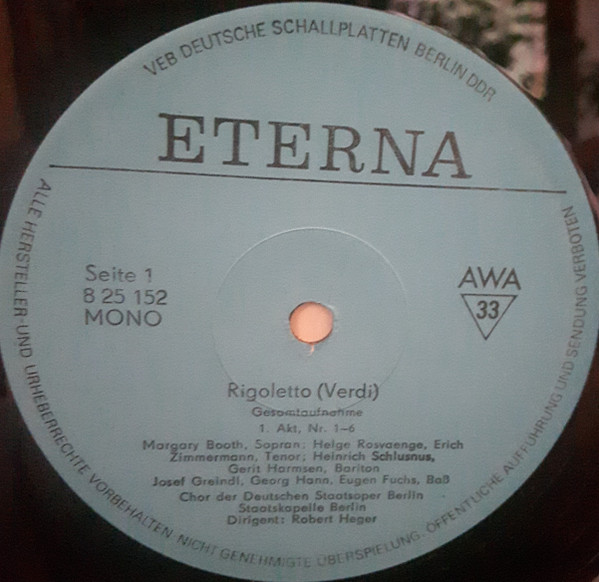 VEB DEUTSCHE SCHALLPLATTEN BERLIN DDR
ETERNA
Seite 1
8 25 152
MONO
AWA
33
Rigoletto (Verdi)
Gesamtaufnahme
1. Akt, Nr. 1–6
Margary Booth, Sopran; Helge Rosvaenge, Erich
Zimmermann, Tenor; Heinrich Schlusnus,
Gerit Harmsen, Bariton
Josef Greindl, Georg Hann, Eugen Fuchs, Baß
Chor der Deutschen Staatsoper Berlin
Staatskapelle Berlin
Dirigent: Robert Heger
ALLE HERSTELLER- UND URHEBERRECHTE VORBEHALTEN. NICHT GENEHMIGTE ÜBERSPIELUNG, ÖFFENTLICHE AUFFÜHRUNG UND SENDUNG VERBOTEN